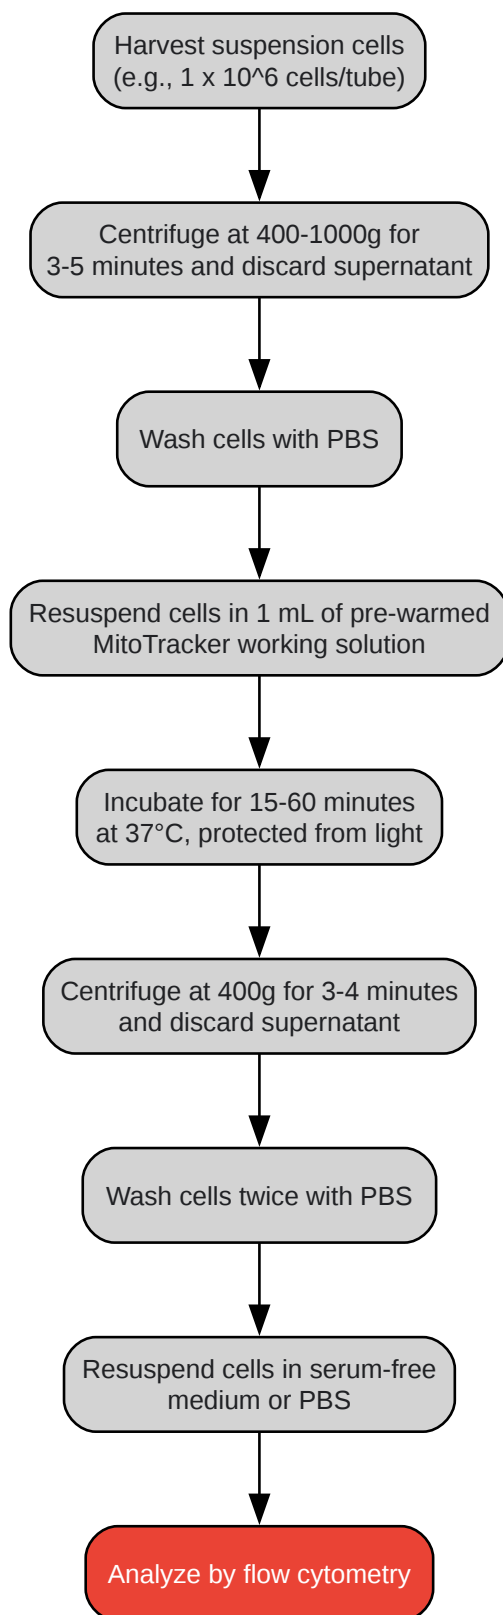 Harvest suspension cells
(e.g., 1 x 10^6 cells/tube)
Centrifuge at 400-1000g for
3-5 minutes and discard supernatant
Wash cells with PBS
Resuspend cells in 1 mL of pre-warmed
MitoTracker working solution
Incubate for 15-60 minutes
at 37°C, protected from light
Centrifuge at 400g for 3-4 minutes
and discard supernatant
Wash cells twice with PBS
Resuspend cells in serum-free
medium or PBS
Analyze by flow cytometry